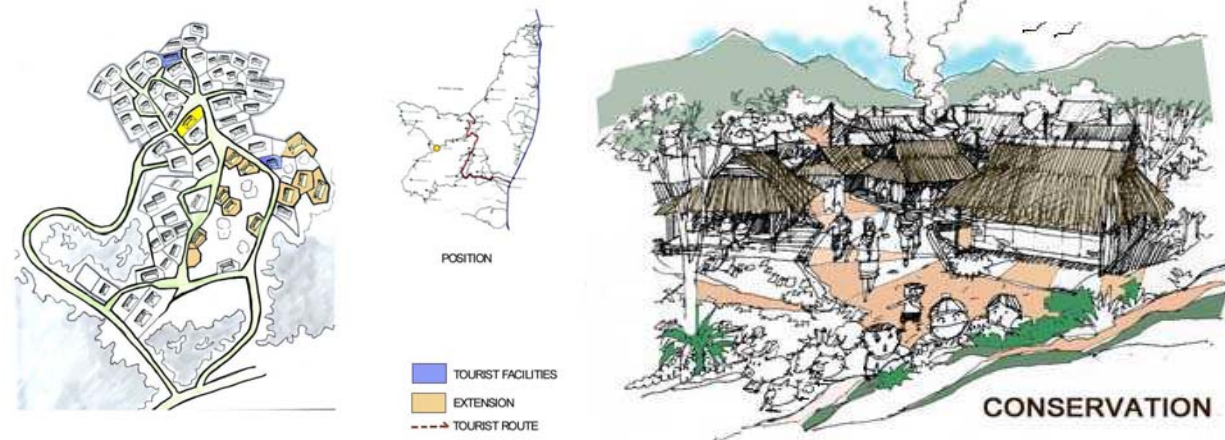 POSITION
TOURIST FACILITIES
EXTENSION
TOURIST ROUTE
CONSERVATION